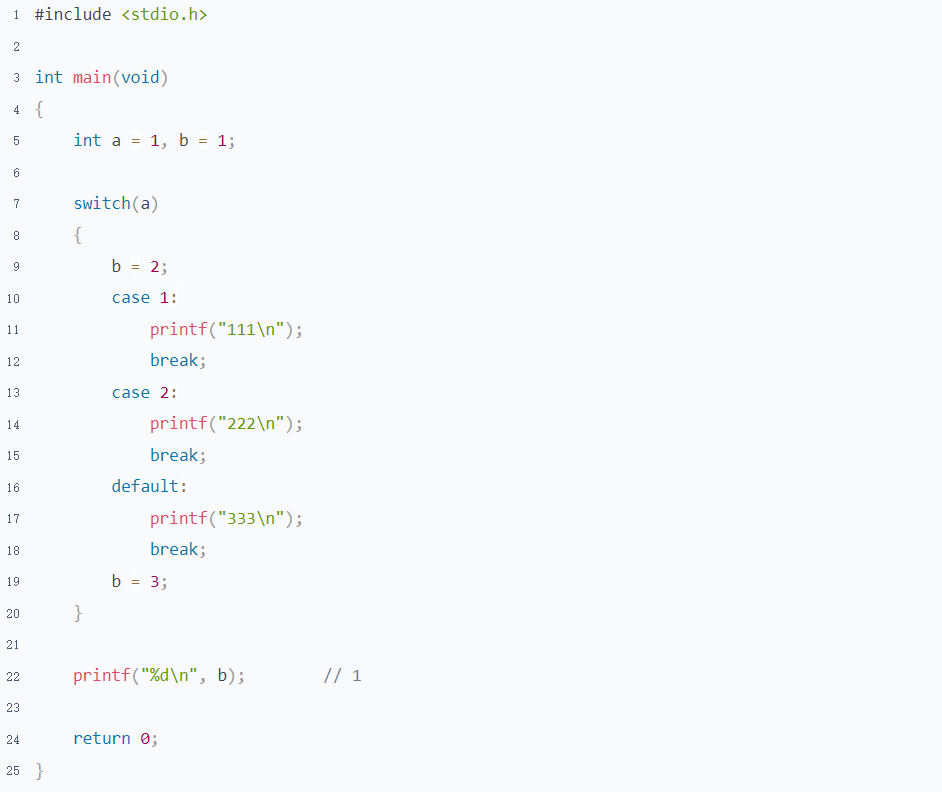 1 #include <stdio.h>
2
3 int main(void)
4 {
5     int a = 1, b = 1;
6
7     switch(a)
8     {
9         b = 2;
10         case 1:
11             printf("111\n");
12             break;
13         case 2:
14             printf("222\n");
15             break;
16         default:
17             printf("333\n");
18             break;
19         b = 3;
20     }
21
22     printf("%d\n", b);        // 1
23
24     return 0;
25 }